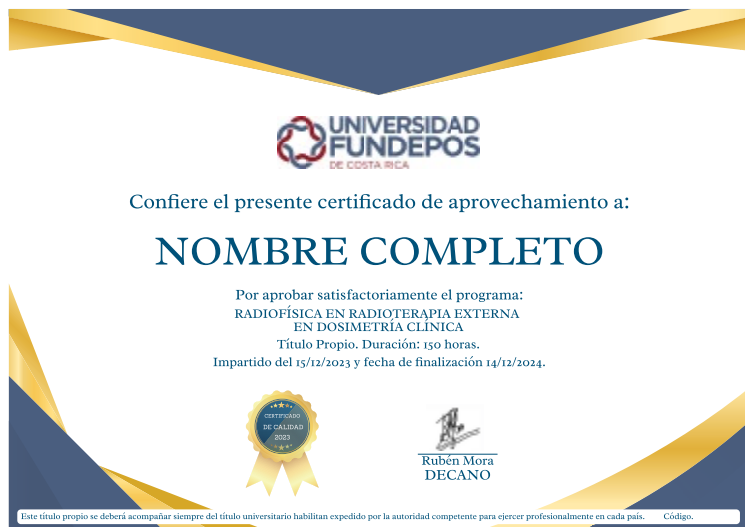 UNIVERSIDAD
FUNDEPOS
DE COSTA RICA
Confiere el presente certificado de aprovechamiento a:
NOMBRE COMPLETO
Por aprobar satisfactoriamente el programa:
RADIOFÍSICA EN RADIOTERAPIA EXTERNA
EN DOSIMETRÍA CLÍNICA
Título Propio. Duración: 150 horas.
Impartido del 15/12/2023 y fecha de finalización 14/12/2024.
CERTIFICADO
DE CALIDAD
2023
Rubén Mora
DECANO
Este título propio se deberá acompañar siempre del título universitario habilitan expedido por la autoridad competente para ejercer profesionalmente en cada país. Código.